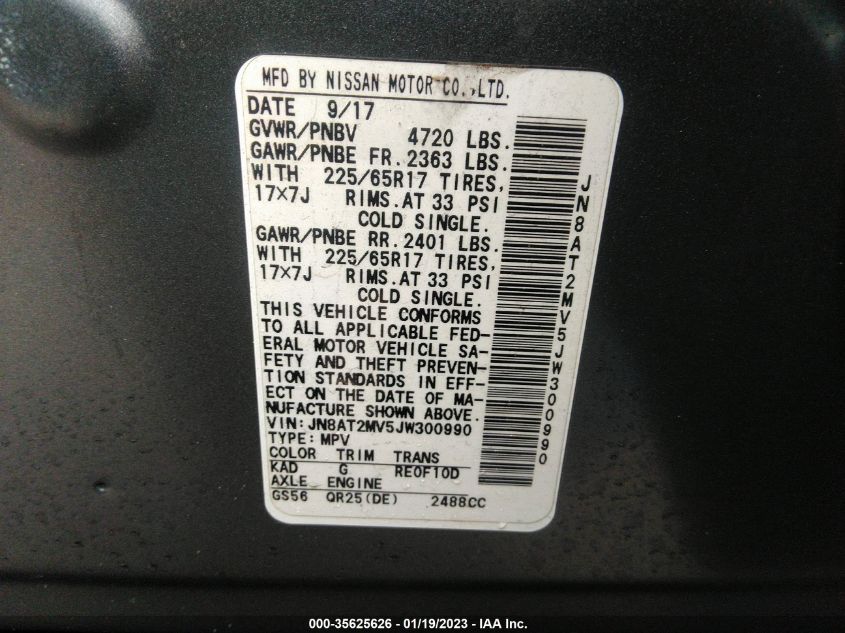 MFD BY NISSAN MOTOR CO.,LTD.
DATE 9/17
GVWR/PNBV 4720 LBS.
GAWR/PNBE FR. 2363 LBS.
WITH 225/65R17 TIRES,
17×7J RIMS. AT 33 PSI
COLD SINGLE.
GAWR/PNBE RR. 2401 LBS.
WITH 225/65R17 TIRES,
17×7J RIMS. AT 33 PSI
COLD SINGLE.
THIS VEHICLE CONFORMS
TO ALL APPLICABLE FED-
ERAL MOTOR VEHICLE SA-
FETY AND THEFT PREVEN-
TION STANDARDS IN EFF-
ECT ON THE DATE OF MA-
NUFACTURE SHOWN ABOVE.
VIN: JN8AT2MV5JW300990
TYPE: MPV
COLOR TRIM TRANS
KAD G RE0F10D
AXLE ENGINE
GS56 QR25(DE) 2488CC
JN8AT2MV5JW300990
000-35625626 - 01/19/2023 - IAA Inc.